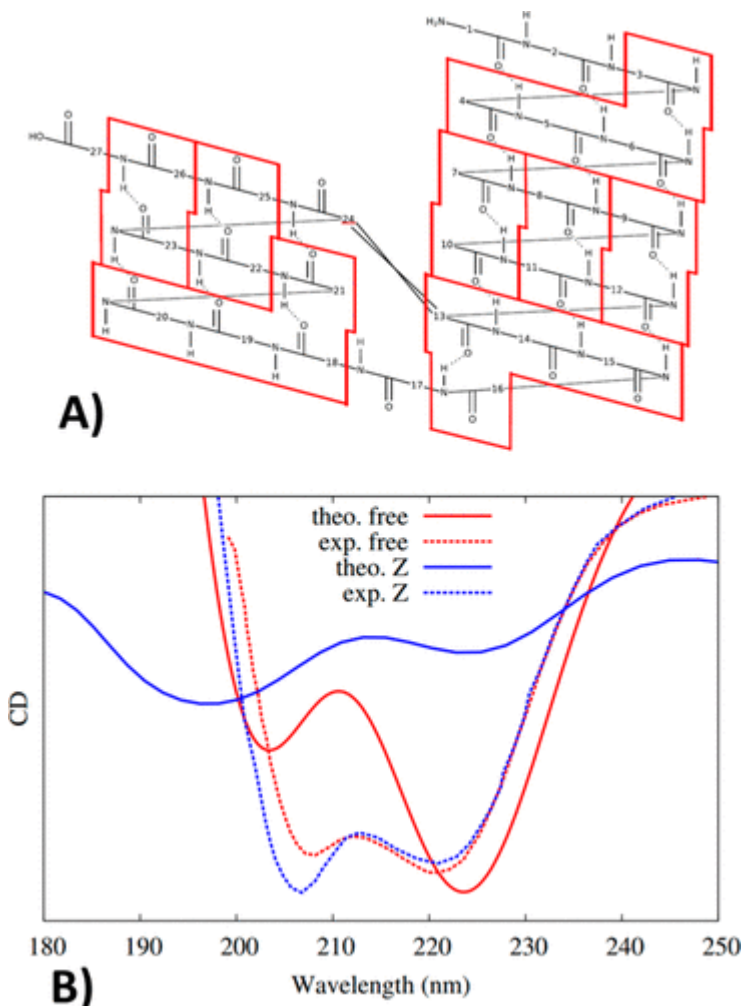 H
H₂N 1 N H
O 2 N H
O 3 N
H O
4 N H
O 5 N H
O 6 N
H O
7 N H
O 8 N H
O 9 N
H O
10 N H
O 11 N H
O 12 N
H O
13 N H
O 14 N H
O 15 N
H O
N 16
H O
17
O
N 18
H O
N 19
H O
N 20
H O
N 21
H O
N 22
H O
N 23
H O
24
O
N 25
H O
N 26
H O
N 27
H O
HO
A)
theo. free
exp. free
theo. Z
exp. Z
CD
180 190 200 210 220 230 240 250
Wavelength (nm)
B)